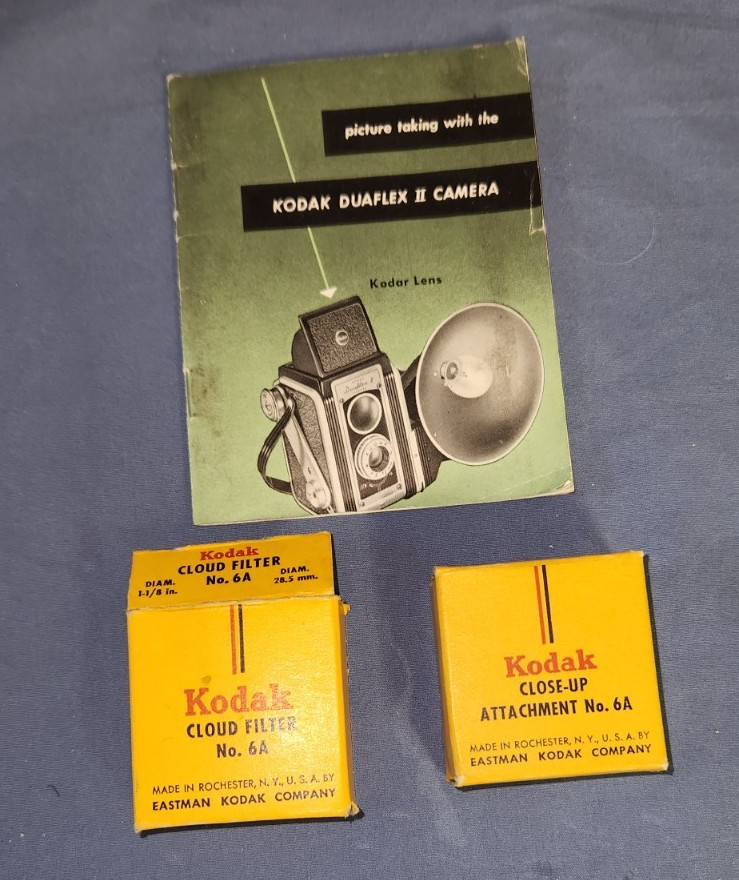 picture taking with the
KODAK DUAFLEX II CAMERA
Kodar Lens
Duaflex II
Kodak
CLOUD FILTER
No. 6A
DIAM.
1-1/8 in.
DIAM.
28.5 mm.
Kodak
CLOUD FILTER
No. 6A
MADE IN ROCHESTER, N. Y., U. S. A. BY
EASTMAN KODAK COMPANY
Kodak
CLOSE-UP
ATTACHMENT No. 6A
MADE IN ROCHESTER, N. Y., U. S. A. BY
EASTMAN KODAK COMPANY